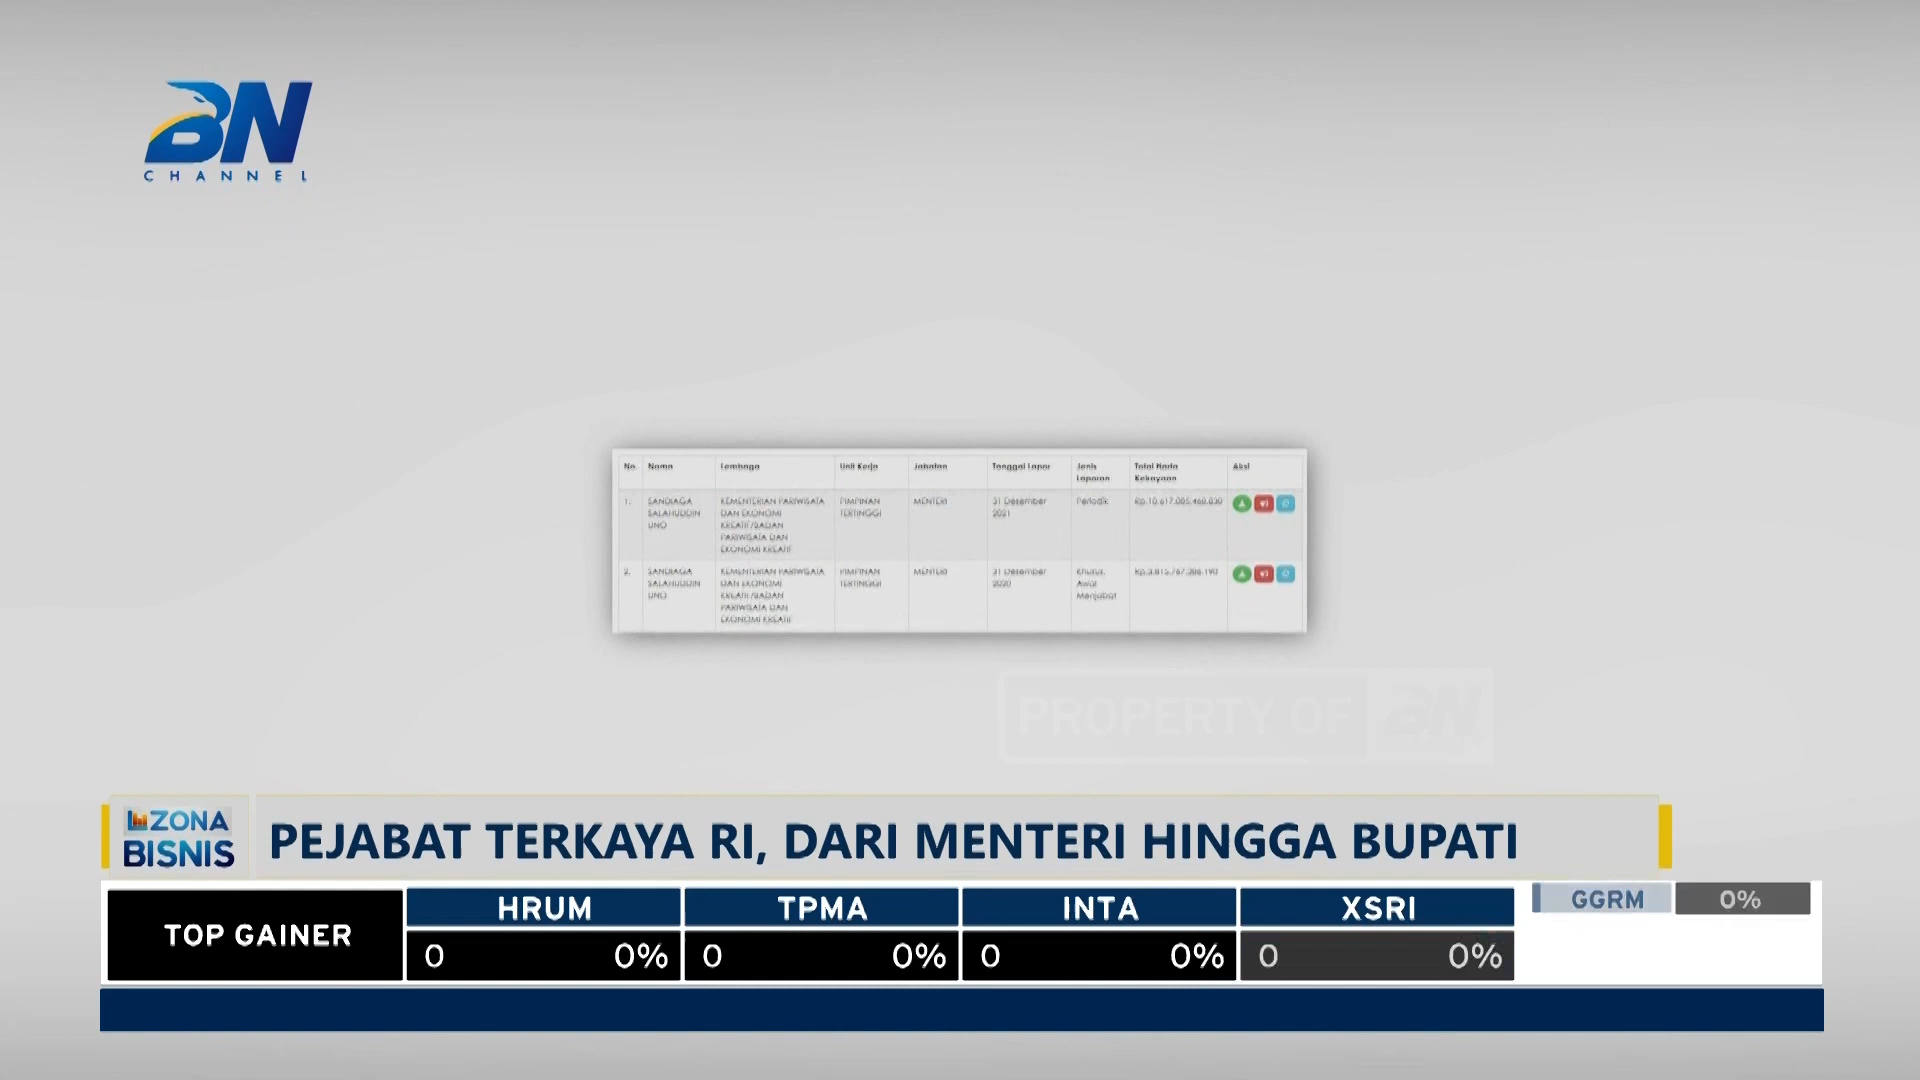 BN
CHANNEL
No. Nama Lembaga Unit Kerja Jabatan Tanggal Lapor Jenis Laporan Total Harta Kekayaan Aksi
1. SANDIAGA SALAHUDDIN UNO KEMENTERIAN PARIWISATA DAN EKONOMI KREATIF/BADAN PARIWISATA DAN EKONOMI KREATIF PIMPINAN TERTINGGI MENTERI 31 Desember 2021 Periodik
2. SANDIAGA SALAHUDDIN UNO KEMENTERIAN PARIWISATA DAN EKONOMI KREATIF/BADAN PARIWISATA DAN EKONOMI KREATIF PIMPINAN TERTINGGI MENTERI 31 Desember 2020 Khusus, Awal Menjabat
PROPERTY OF BN
ZONA
BISNIS
PEJABAT TERKAYA RI, DARI MENTERI HINGGA BUPATI
TOP GAINER
HRUM TPMA INTA XSRI GGRM 0%
0 0% 0 0% 0 0% 0 0%